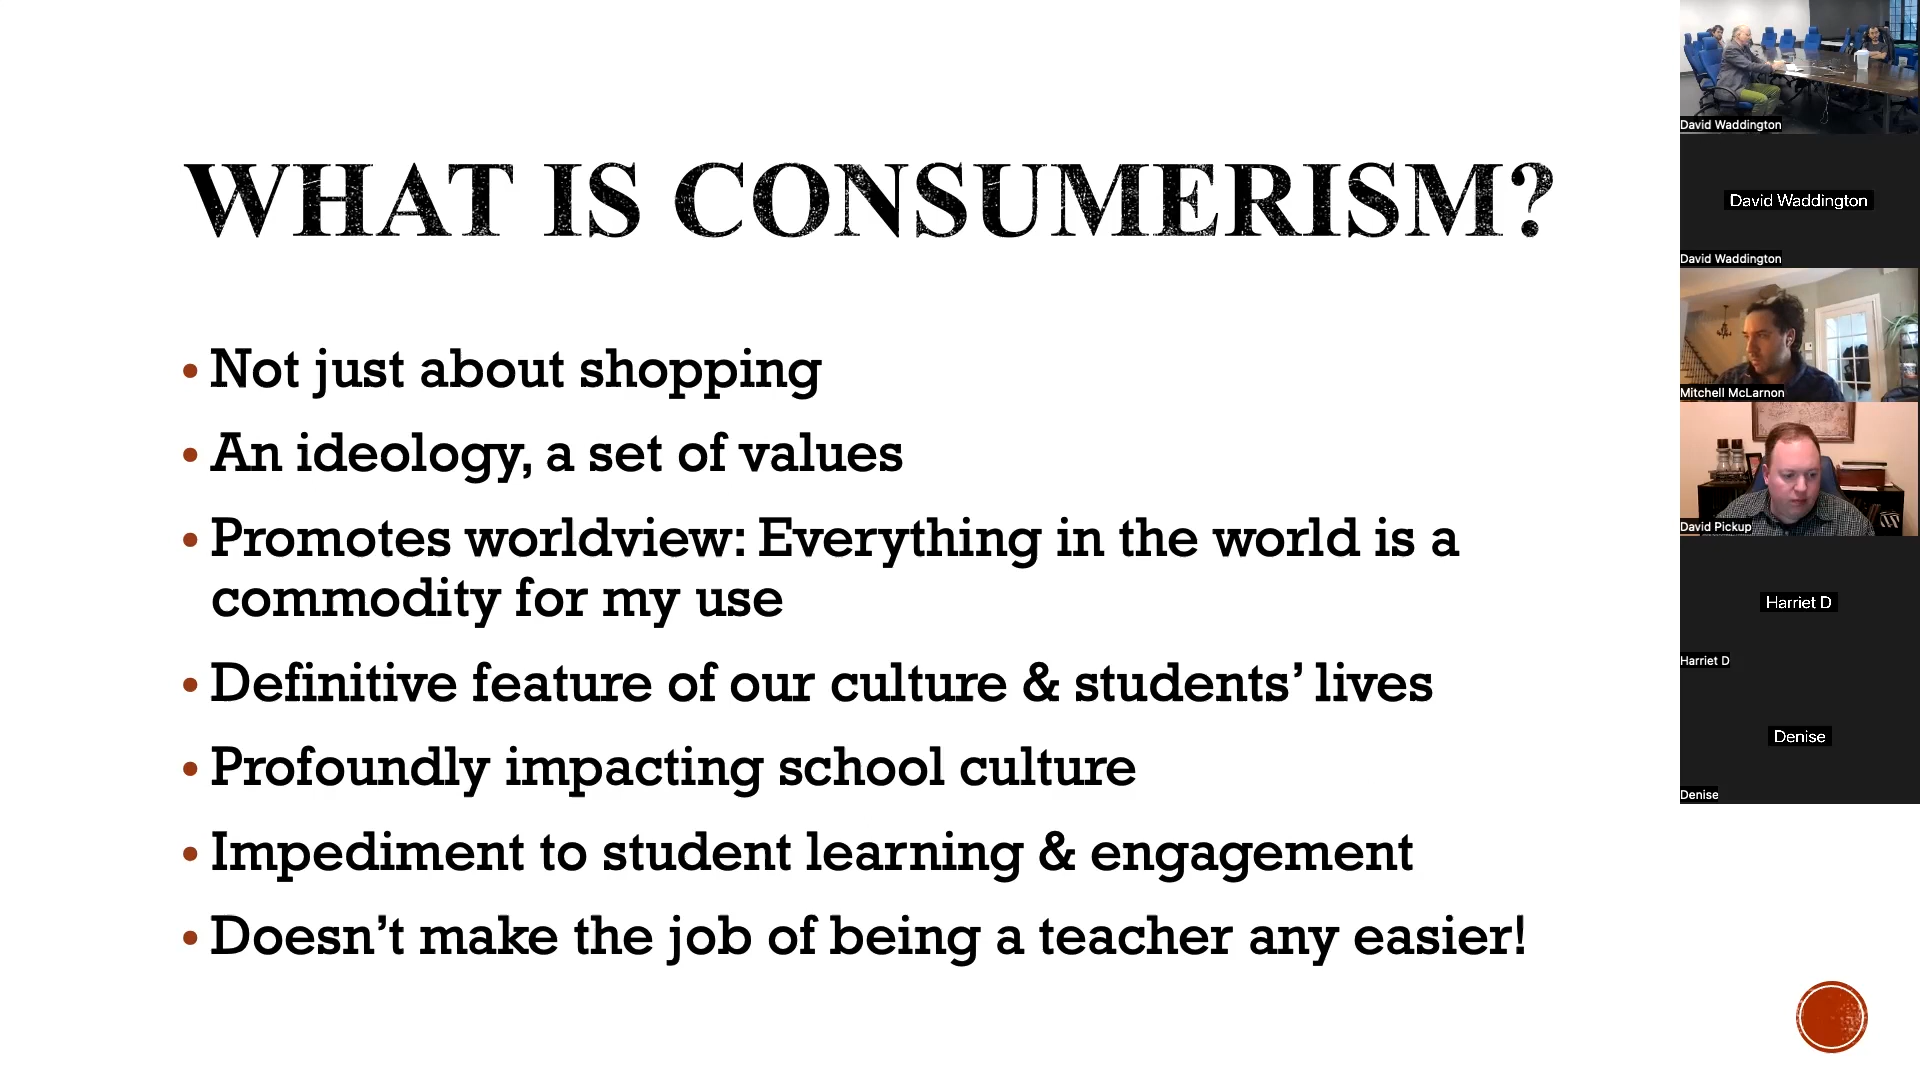 WHAT IS CONSUMERISM?
• Not just about shopping
• An ideology, a set of values
• Promotes worldview: Everything in the world is a
commodity for my use
• Definitive feature of our culture & students’ lives
• Profoundly impacting school culture
• Impediment to student learning & engagement
• Doesn’t make the job of being a teacher any easier!
David Waddington
David Waddington
David Waddington
Mitchell McLarnon
David Pickup
Harriet D
Harriet D
Denise
Denise